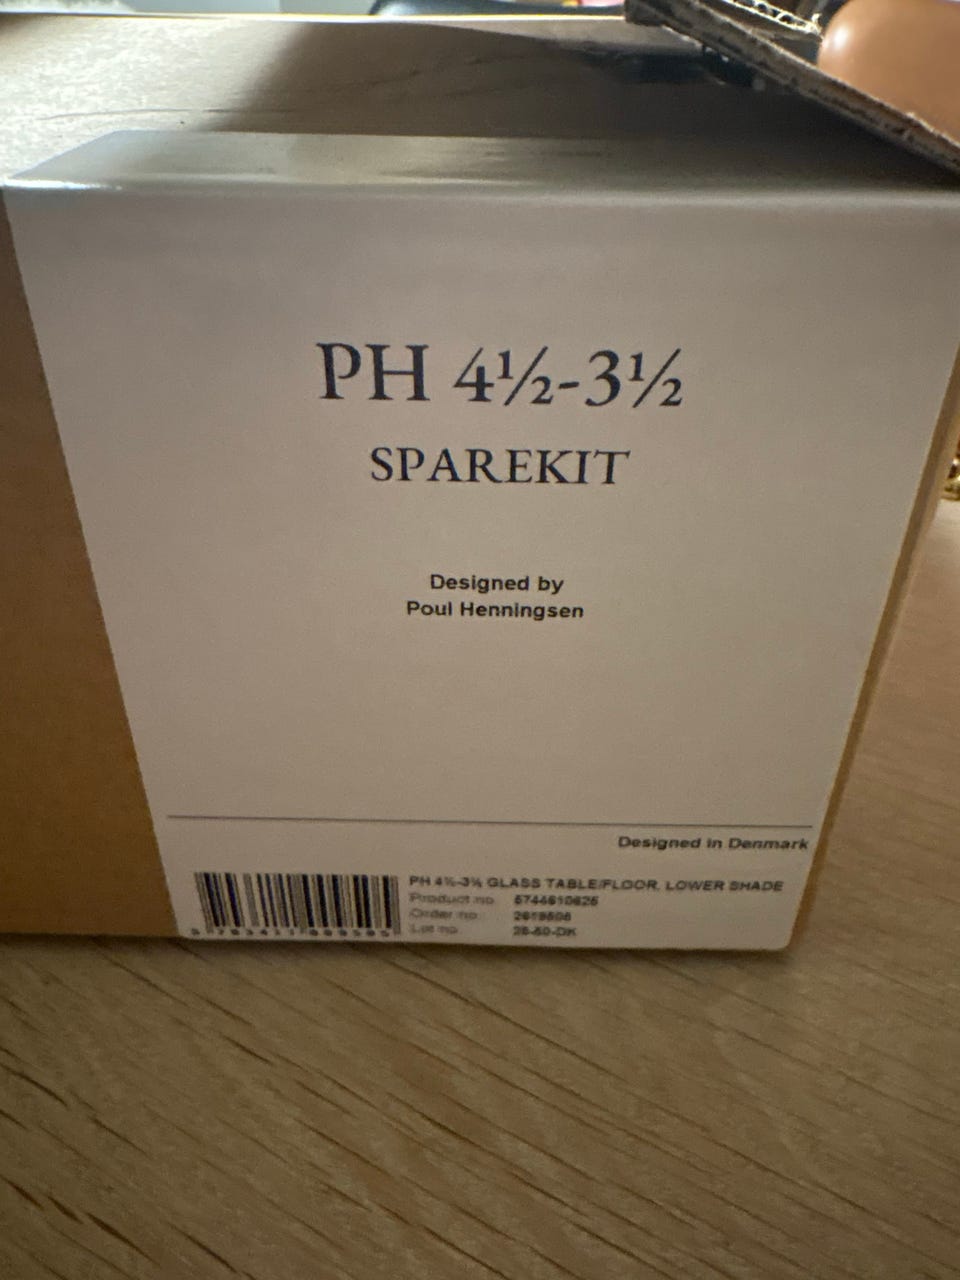 PH 4½-3½
SPAREKIT
Designed by
Poul Henningsen
Designed in Denmark
PH 4½-3½ GLASS TABLE/FLOOR, LOWER SHADE
Product no.
Order no.
Lot no.